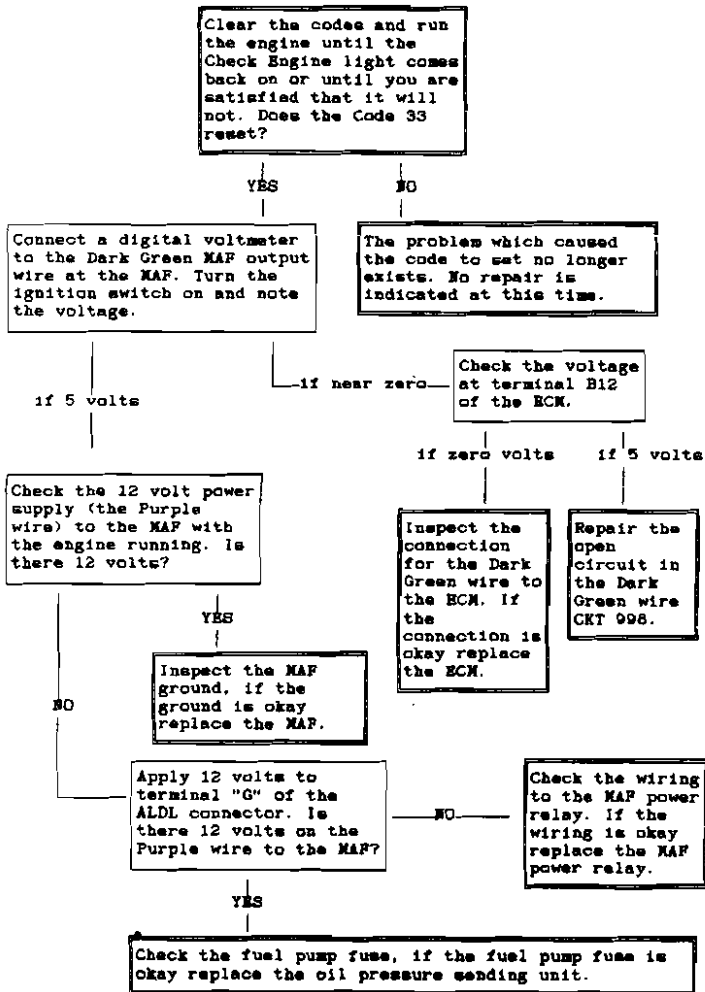 Clear the codes and run
the engine until the
Check Engine light comes
back on or until you are
satisfied that it will
not. Does the Code 33
reset?
YES
NO
Connect a digital voltmeter
to the Dark Green MAF output
wire at the MAF. Turn the
ignition switch on and note
the voltage.
The problem which caused
the code to set no longer
exists. No repair is
indicated at this time.
if near zero
Check the voltage
at terminal B12
of the ECM.
if 5 volts
if zero volts
if 5 volts
Check the 12 volt power
supply (the Purple
wire) to the MAF with
the engine running. Is
there 12 volts?
Inspect the
connection
for the Dark
Green wire to
the ECM. If
the
connection is
okay replace
the ECM.
Repair the
open
circuit in
the Dark
Green wire
CKT 998.
YES
Inspect the MAF
ground, if the
ground is okay
replace the MAF.
NO
Apply 12 volts to
terminal "G" of the
ALDL connector. Is
there 12 volts on the
Purple wire to the MAF?
NO
Check the wiring
to the MAF power
relay. If the
wiring is okay
replace the MAF
power relay.
YES
Check the fuel pump fuse, if the fuel pump fuse is
okay replace the oil pressure sending unit.